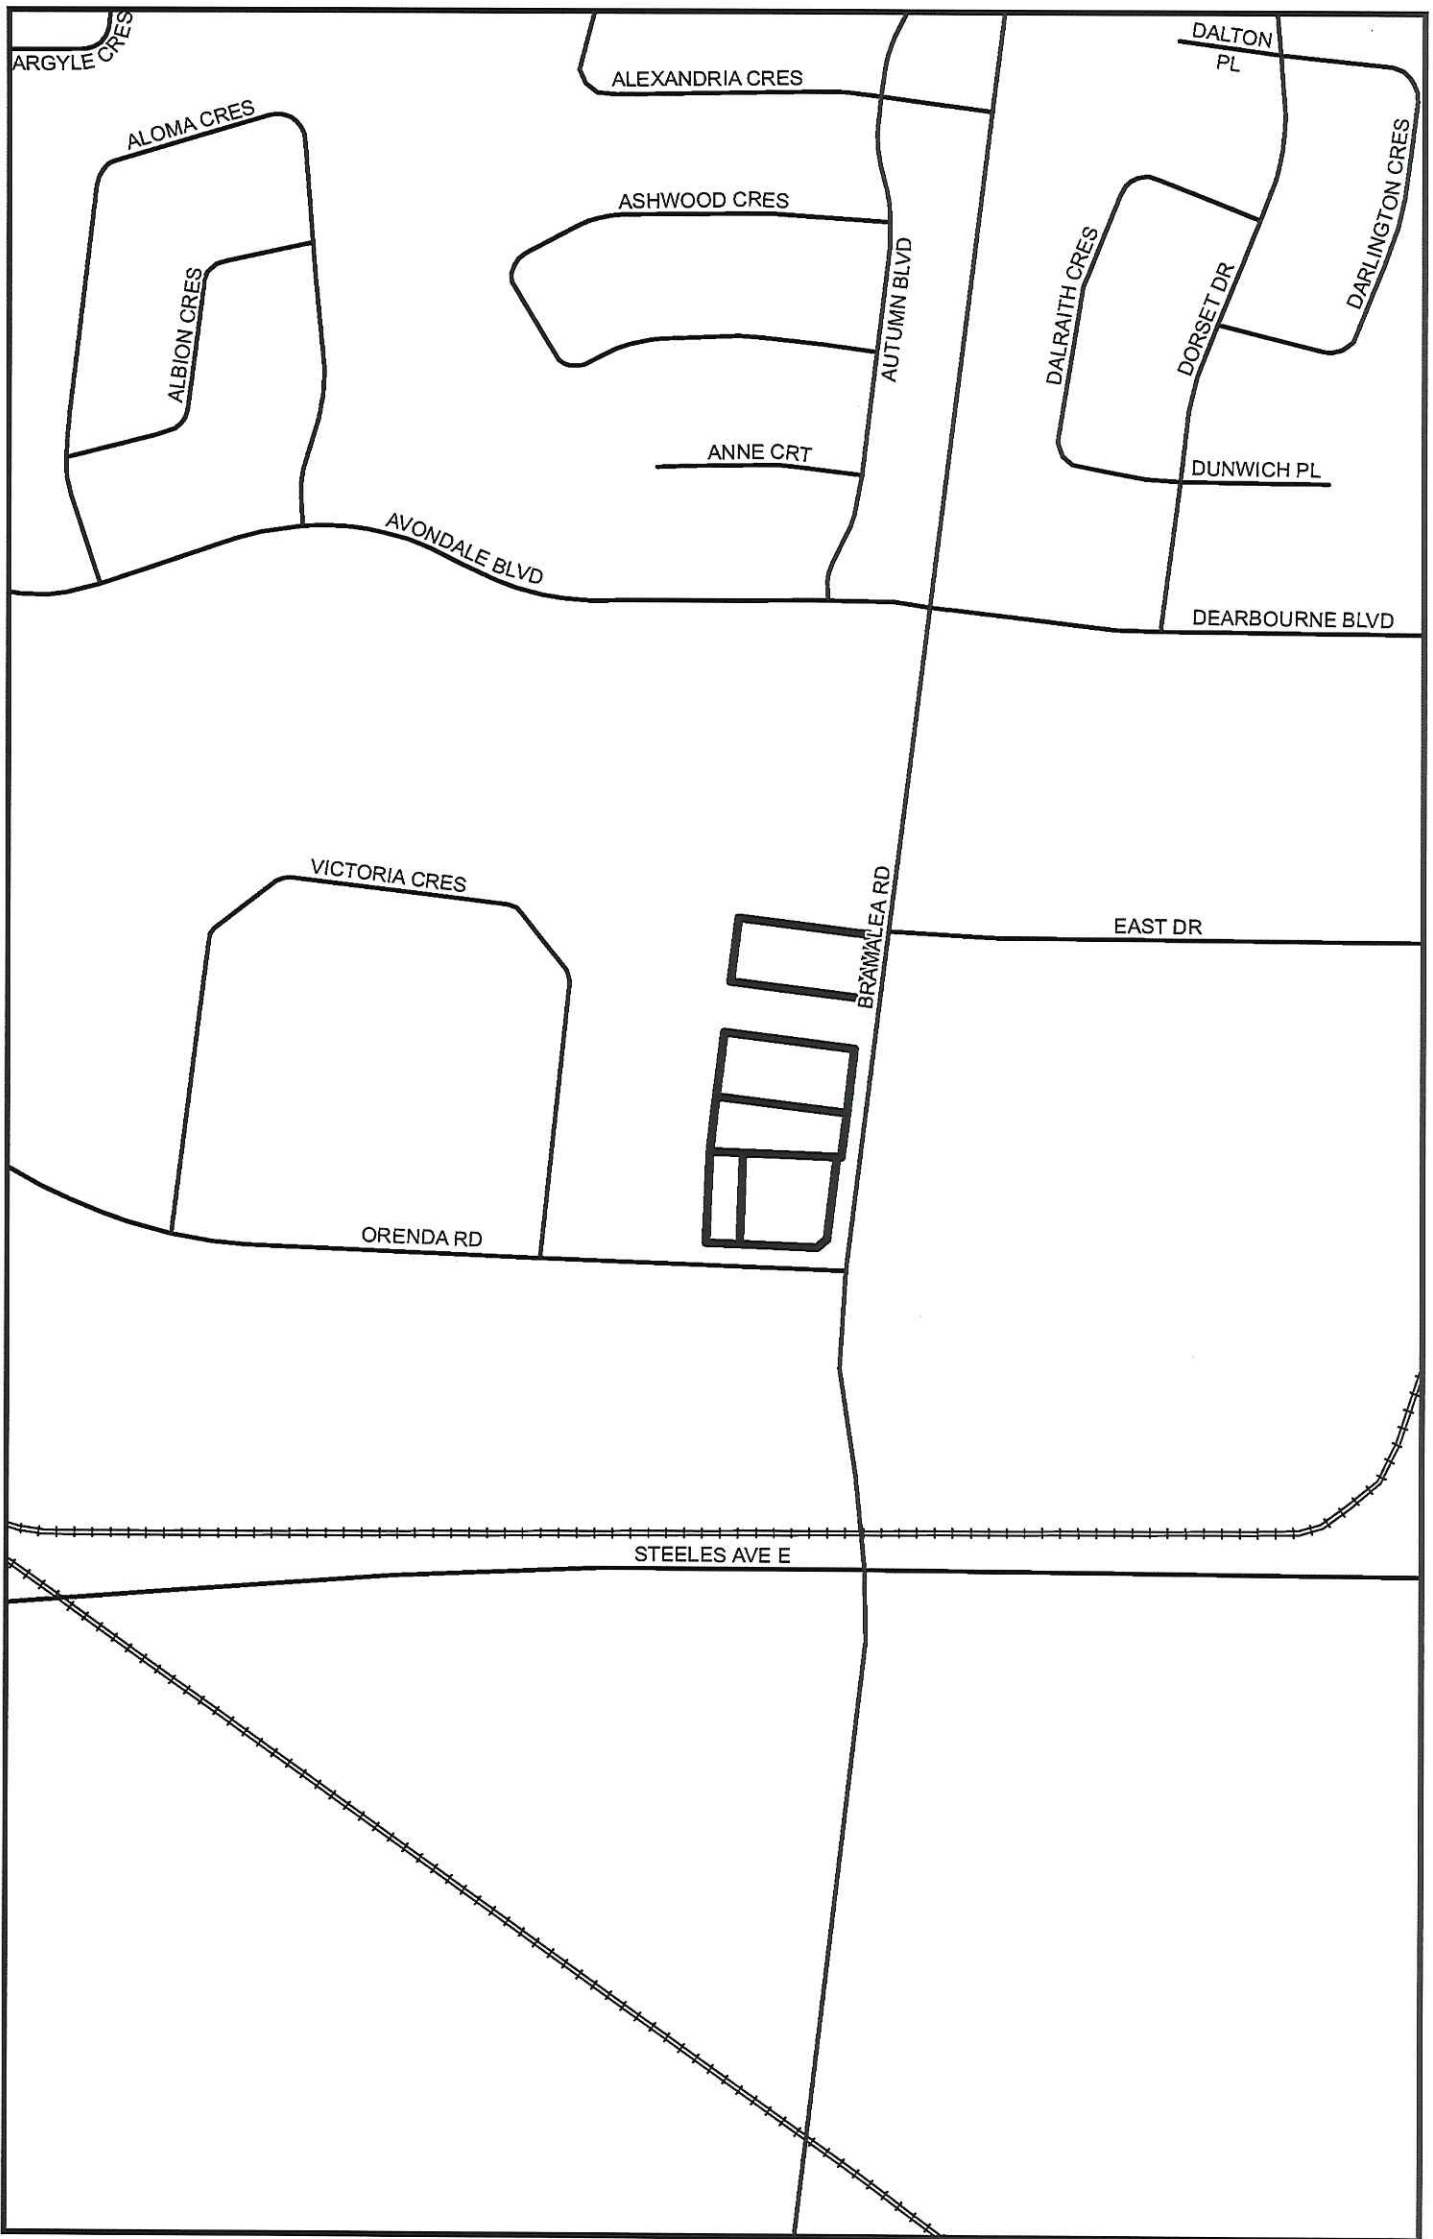 ARGYLE CRES
ALEXANDRIA CRES
DALTON
PL
ALOMA CRES
DARLINGTON CRES
ASHWOOD CRES
AUTUMN BLVD
DALRAITH CRES
DORSET DR
ALBION CRES
ANNE CRT
DUNWICH PL
AVONDALE BLVD
DEARBOURNE BLVD
VICTORIA CRES
BRAMALEA RD
EAST DR
ORENDA RD
STEELES AVE E